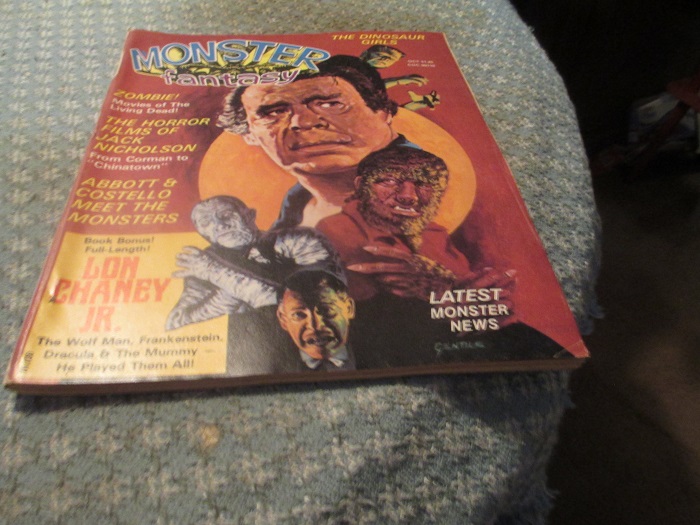 THE DINOSAUR
GIRLS
MONSTER
fantasy
ZOMBIE!
Movies of The
Living Dead!
THE HORROR
FILMS OF
JACK
NICHOLSON
From Corman to
"Chinatown"
ABBOTT &
COSTELLO
MEET THE
MONSTERS
Book Bonus!
Full-Length!
LON
CHANEY
JR.
The Wolf Man, Frankenstein,
Dracula & The Mummy —
He Played Them All!
LATEST
MONSTER
NEWS